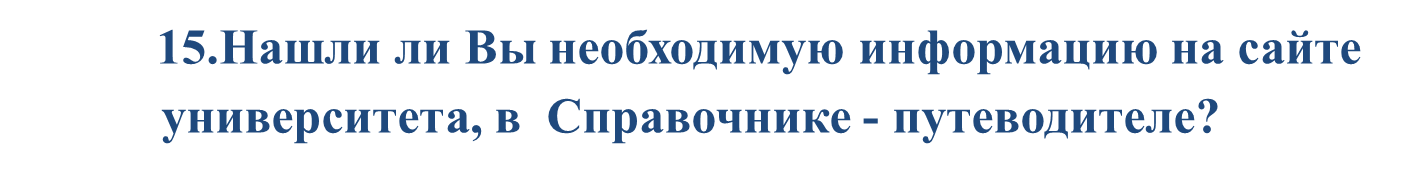 15.Нашли ли Вы необходимую информацию на сайте
университета, в  Справочнике - путеводителе?